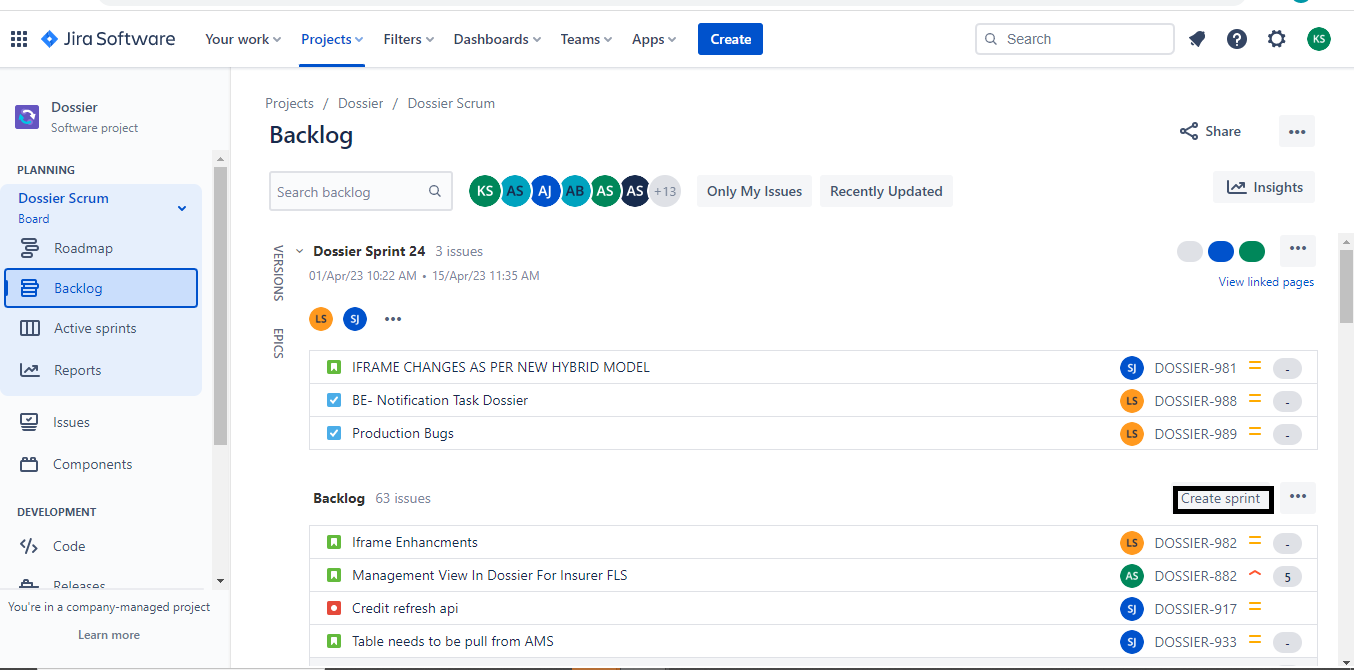 Jira Software Your work Projects Filters Dashboards Teams Apps Create Search KS
Dossier
Software project
PLANNING
Dossier Scrum
Board
Roadmap
Backlog
Active sprints
Reports
Issues
Components
DEVELOPMENT
Code
Releases
You're in a company-managed project
Learn more
Projects / Dossier / Dossier Scrum
Backlog
Share
Search backlog KS AS AJ AB AS AS +13 Only My Issues Recently Updated Insights
VERSIONS
EPICS
Dossier Sprint 24 3 issues
01/Apr/23 10:22 AM • 15/Apr/23 11:35 AM
View linked pages
LS SJ
IFRAME CHANGES AS PER NEW HYBRID MODEL SJ DOSSIER-981 -
BE- Notification Task Dossier LS DOSSIER-988 -
Production Bugs LS DOSSIER-989 -
Backlog 63 issues Create sprint
Iframe Enhancments LS DOSSIER-982 -
Management View In Dossier For Insurer FLS AS DOSSIER-882 5
Credit refresh api SJ DOSSIER-917
Table needs to be pull from AMS SJ DOSSIER-933 -